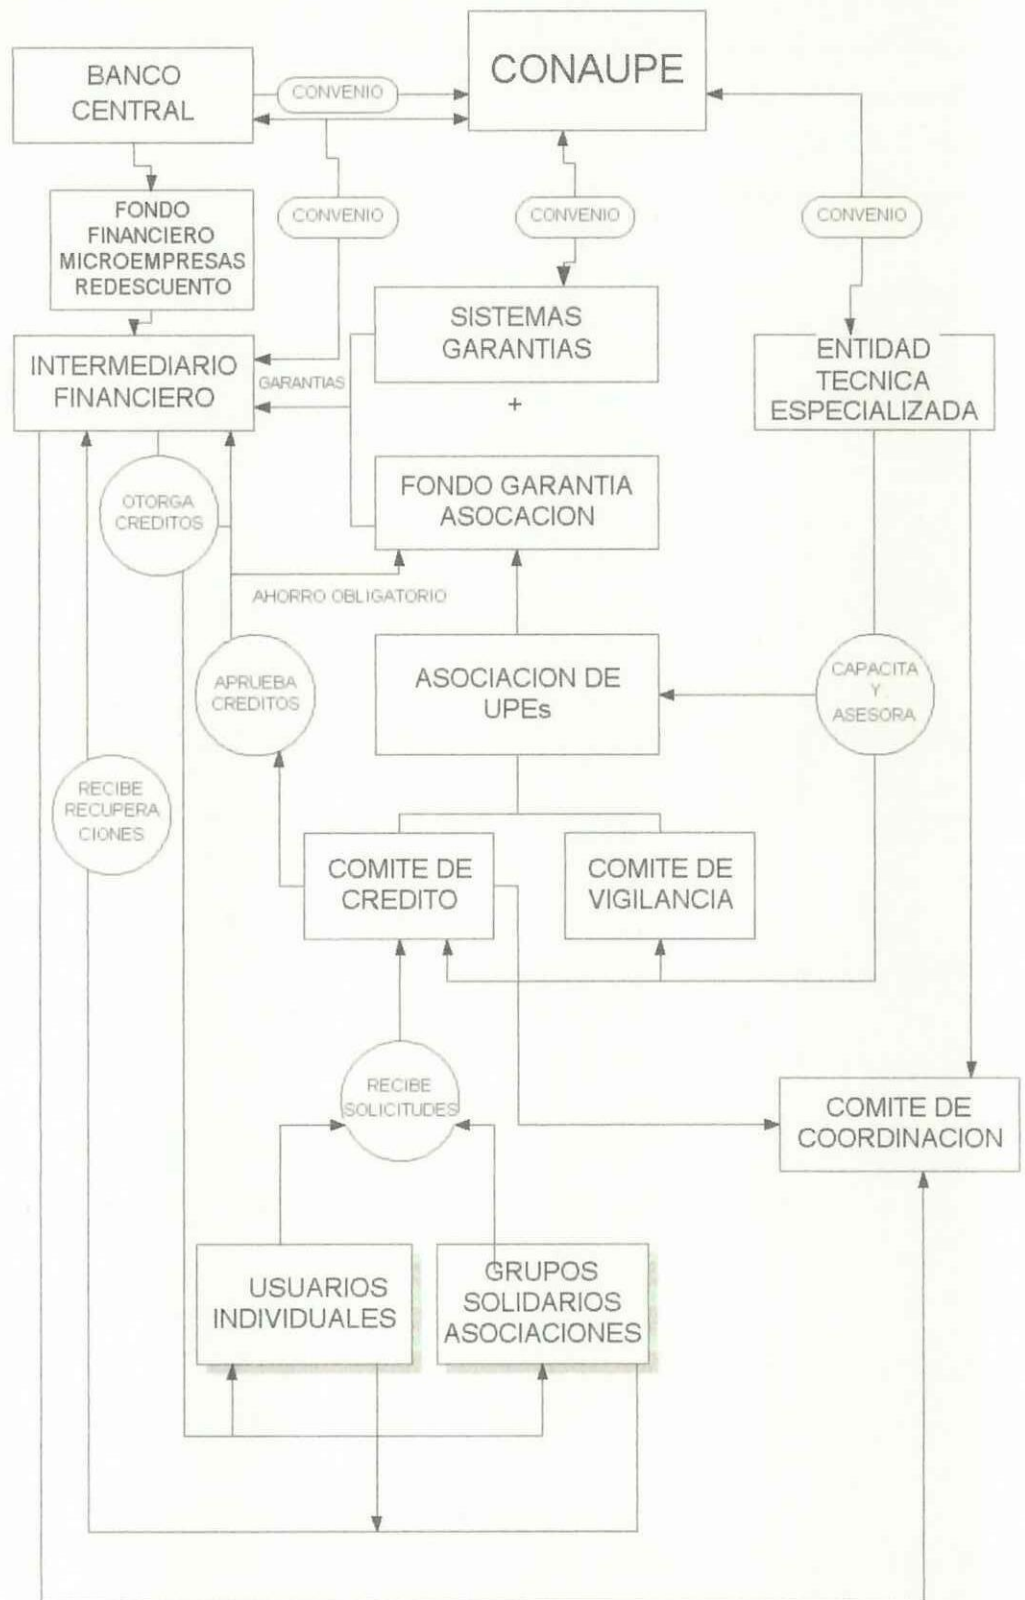 CONAUPE
BANCO
CENTRAL
CONVENIO
FONDO
FINANCIERO
MICROEMPRESAS
REDESCUENTO
CONVENIO
CONVENIO
CONVENIO
SISTEMAS
GARANTIAS
INTERMEDIARIO
FINANCIERO
GARANTIAS
ENTIDAD
TECNICA
ESPECIALIZADA
+
FONDO GARANTIA
ASOCACION
OTORGA
CREDITOS
AHORRO OBLIGATORIO
ASOCIACION DE
UPEs
APRUEBA
CREDITOS
CAPACITA
Y
ASESORA
RECIBE
RECUPERA
CIONES
COMITE DE
CREDITO
COMITE DE
VIGILANCIA
RECIBE
SOLICITUDES
COMITE DE
COORDINACION
USUARIOS
INDIVIDUALES
GRUPOS
SOLIDARIOS
ASOCIACIONES